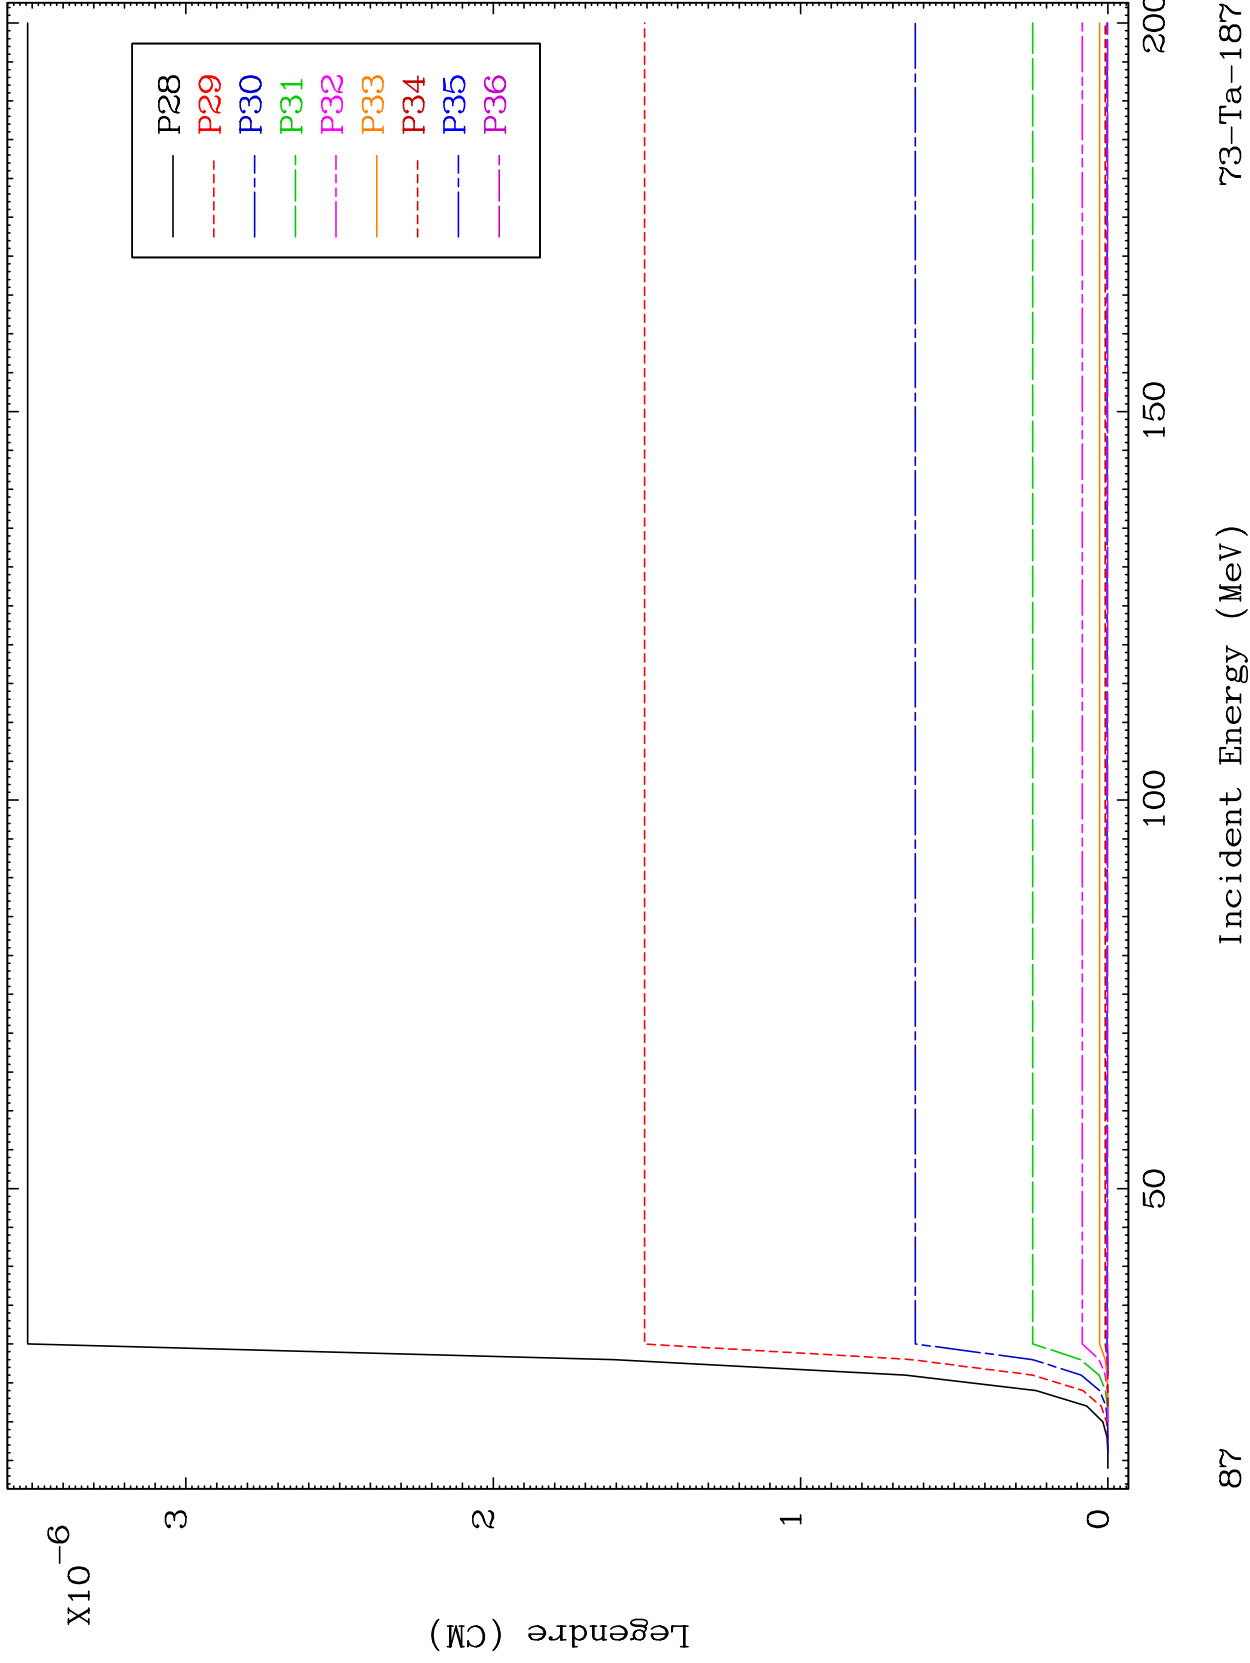 X10-6
3
2
1
0
Legendre (CM)
P28
P29
P30
P31
P32
P33
P34
P35
P36
50
100
150
200
Incident Energy (MeV)
87
73-Ta-187